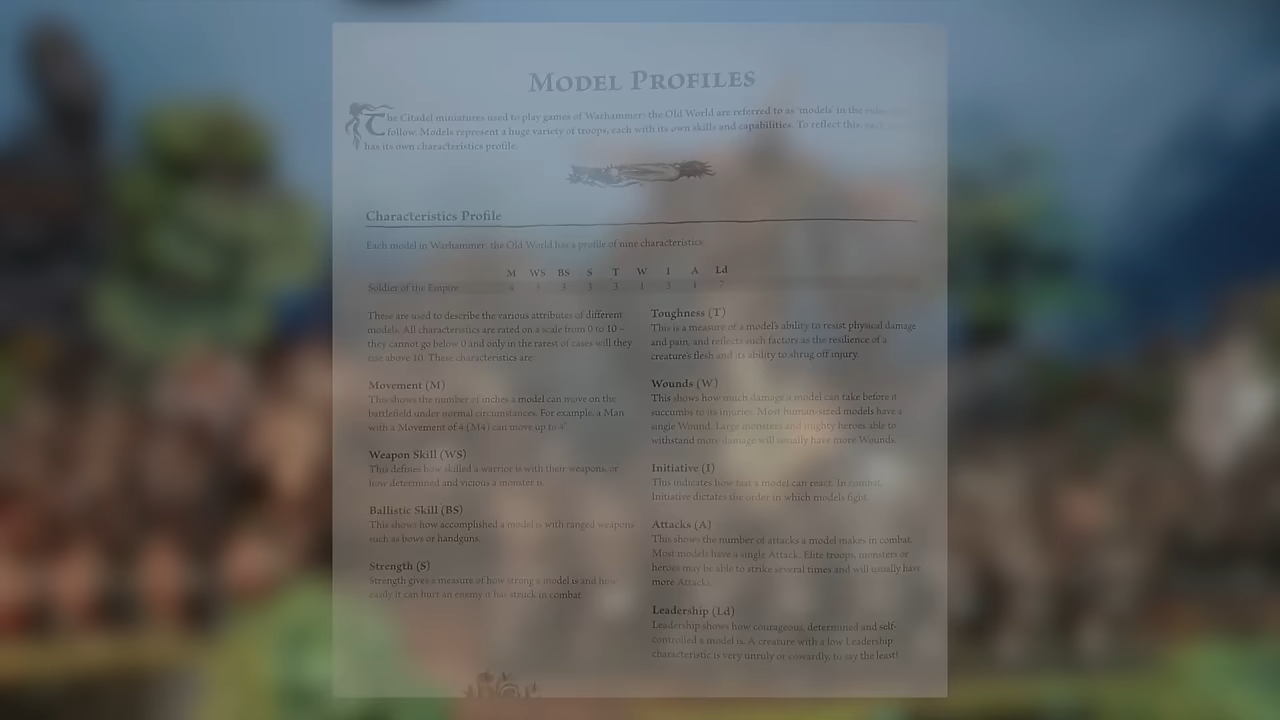 MODEL PROFILES
The Citadel miniatures used to play games of Warhammer: the Old World are referred to as 'models' in the rules
follow. Models represent a huge variety of troops, each with its own skills and capabilities. To reflect this, each
has its own characteristics profile.
Characteristics Profile
Each model in Warhammer: the Old World has a profile of nine characteristics
M WS BS S T W I A Ld
Soldier of the Empire 4 3 3 3 3 1 3 1 7
These are used to describe the various attributes of different
models. All characteristics are rated on a scale from 0 to 10 –
they cannot go below 0 and only in the rarest of cases will they
rise above 10. These characteristics are
Movement (M)
This shows the number of inches a model can move on the
battlefield under normal circumstances. For example, a Man
with a Movement of 4 (M4) can move up to 4"
Weapon Skill (WS)
This defines how skilled a warrior is with their weapons, or
how determined and vicious a monster is.
Ballistic Skill (BS)
This shows how accomplished a model is with ranged weapons
such as bows or handguns.
Strength (S)
Strength gives a measure of how strong a model is and how
easily it can hurt an enemy it has struck in combat
Toughness (T)
This is a measure of a model's ability to resist physical damage
and pain, and reflects such factors as the resilience of a
creature's flesh and its ability to shrug off injury
Wounds (W)
This shows how much damage a model can take before it
succumbs to its injuries. Most human-sized models have a
single Wound. Large monsters and mighty heroes able to
withstand more damage will usually have more Wounds.
Initiative (I)
This indicates how fast a model can react. In combat,
Initiative dictates the order in which models fight.
Attacks (A)
This shows the number of attacks a model makes in combat.
Most models have a single Attack. Elite troops, monsters or
heroes may be able to strike several times and will usually have
more Attacks.
Leadership (Ld)
Leadership shows how courageous, determined and self-
controlled a model is. A creature with a low Leadership
characteristic is very unruly or cowardly, to say the least!